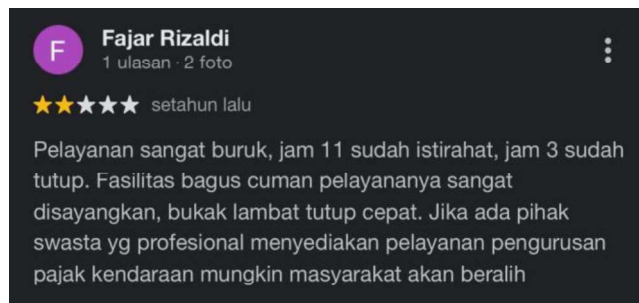 F
Fajar Rizaldi
1 ulasan · 2 foto
setahun lalu
Pelayanan sangat buruk, jam 11 sudah istirahat, jam 3 sudah
tutup. Fasilitas bagus cuman pelayananya sangat
disayangkan, bukak lambat tutup cepat. Jika ada pihak
swasta yg profesional menyediakan pelayanan pengurusan
pajak kendaraan mungkin masyarakat akan beralih